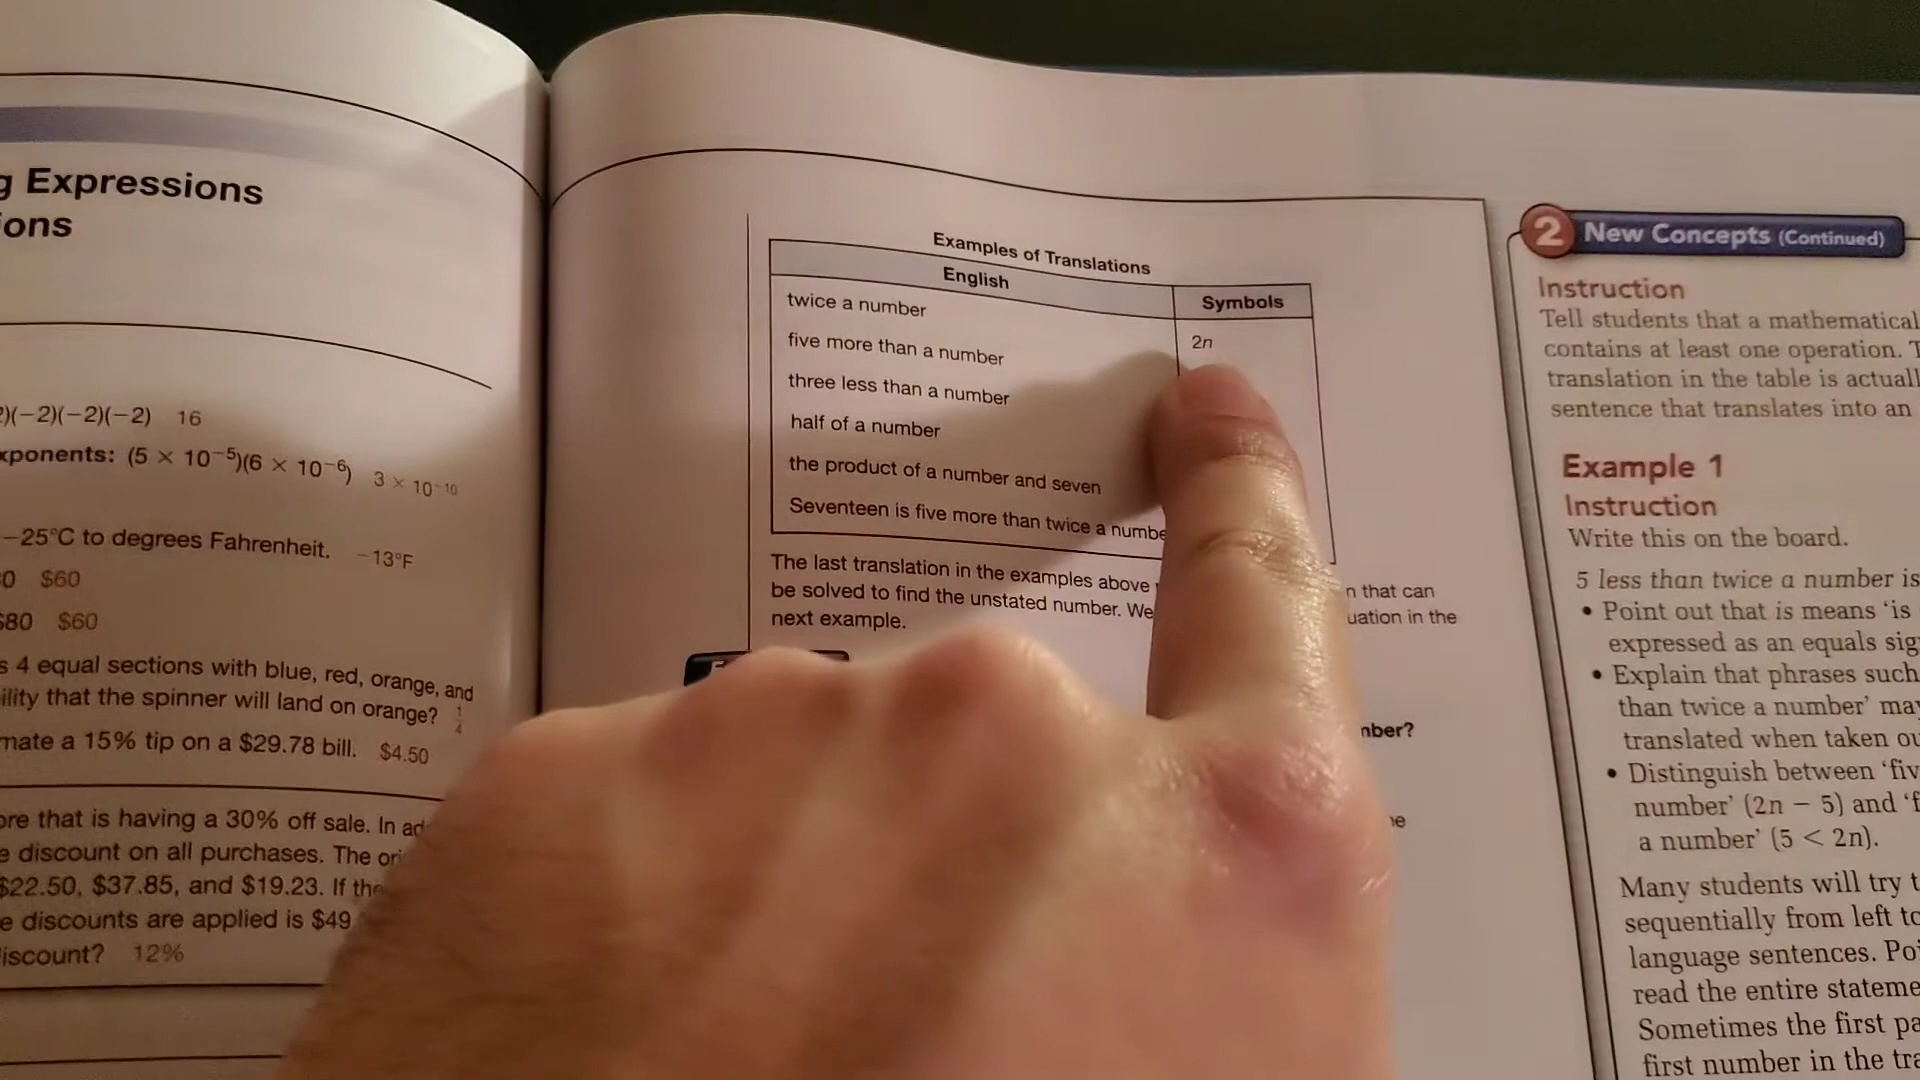 Expressions
ons
)(−2)(−2)(−2) 16
xponents: (5 × 10⁻⁵)(6 × 10⁻⁶) 3 × 10⁻¹⁰
−25°C to degrees Fahrenheit. −13°F
0 $60
$80 $60
s 4 equal sections with blue, red, orange, and
ility that the spinner will land on orange? 1/4
mate a 15% tip on a $29.78 bill. $4.50
ore that is having a 30% off sale. In ad
e discount on all purchases. The ori
$22.50, $37.85, and $19.23. If the
e discounts are applied is $49
iscount? 12%
Examples of Translations
English Symbols
twice a number 2n
five more than a number
three less than a number
half of a number
the product of a number and seven
Seventeen is five more than twice a numbe
The last translation in the examples above n that can
be solved to find the unstated number. We uation in the
next example.
mber?
2 New Concepts (Continued)
Instruction
Tell students that a mathematical
contains at least one operation. T
translation in the table is actuall
sentence that translates into an
Example 1
Instruction
Write this on the board.
5 less than twice a number is
• Point out that is means ‘is
expressed as an equals sig
• Explain that phrases such
than twice a number’ may
translated when taken ou
• Distinguish between ‘fiv
number’ (2n − 5) and ‘f
a number’ (5 < 2n).
Many students will try t
sequentially from left to
language sentences. Poi
read the entire stateme
Sometimes the first pa
first number in the tra